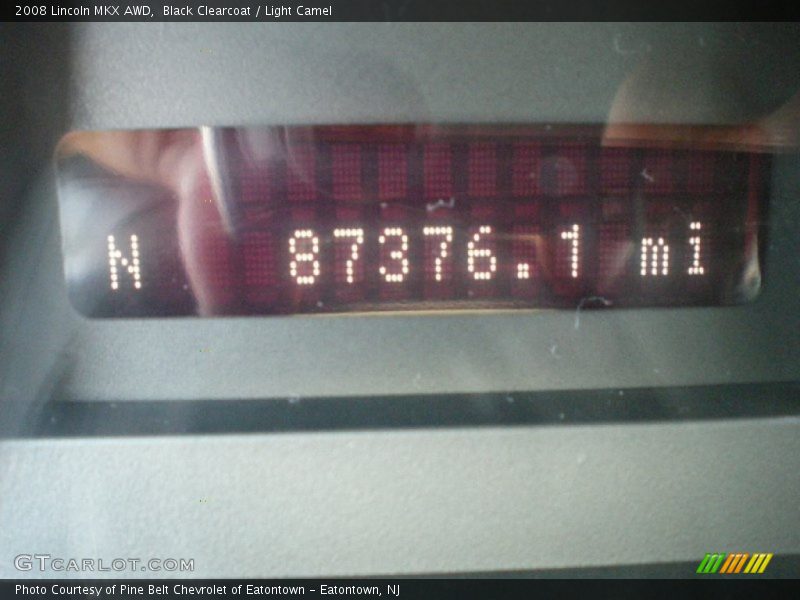 2008 Lincoln MKX AWD,  Black Clearcoat / Light Camel
N 87376.1 mi
GTCARLOT.COM
Photo Courtesy of Pine Belt Chevrolet of Eatontown – Eatontown, NJ